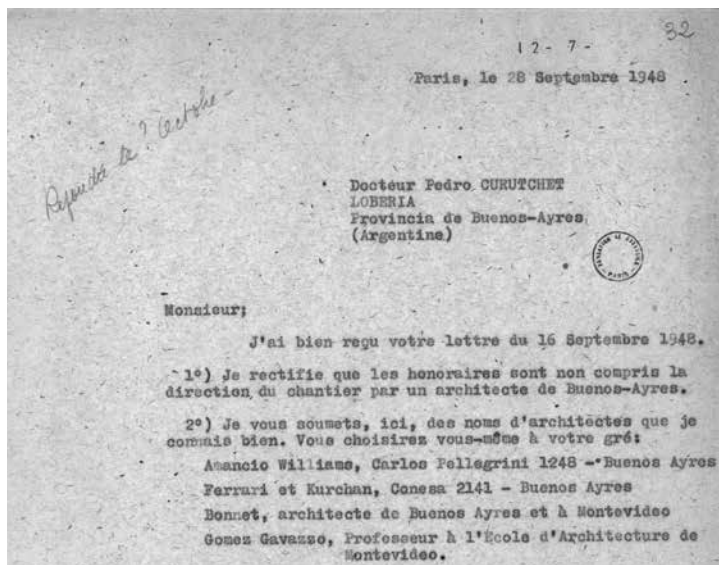 32
12-7-
Paris, le 28 Septembre 1948
Docteur Pedro CURUTCHET
LOBERIA
Provincia de Buenos-Ayres
(Argentine)
Monsieur;
J'ai bien reçu votre lettre du 16 Septembre 1948.
1º) Je rectifie que les honoraires sont non compris la
direction du chantier par un architecte de Buenos-Ayres.
2º) Je vous soumets, ici, des noms d'architectes que je
connais bien. Vous choisirez vous-même à votre gré:
Amancio Williams, Carlos Pellegrini 1248 - Buenos Ayres
Ferrari et Kurchan, Conesa 2141 - Buenos Ayres
Bonnet, architecte de Buenos Ayres et à Montevideo
Gomez Gavazzo, Professeur à l'École d'Architecture de
Montevideo.